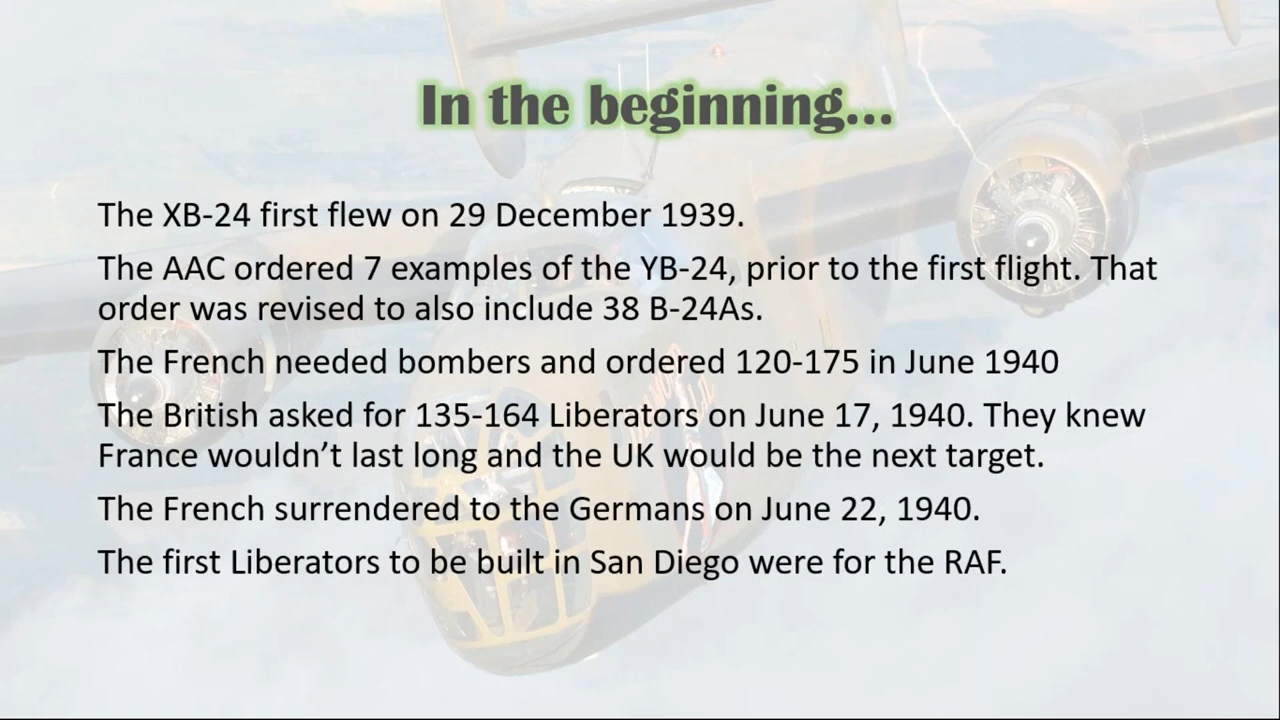 In the beginning...
The XB-24 first flew on 29 December 1939.
The AAC ordered 7 examples of the YB-24, prior to the first flight. That
order was revised to also include 38 B-24As.
The French needed bombers and ordered 120-175 in June 1940
The British asked for 135-164 Liberators on June 17, 1940. They knew
France wouldn’t last long and the UK would be the next target.
The French surrendered to the Germans on June 22, 1940.
The first Liberators to be built in San Diego were for the RAF.